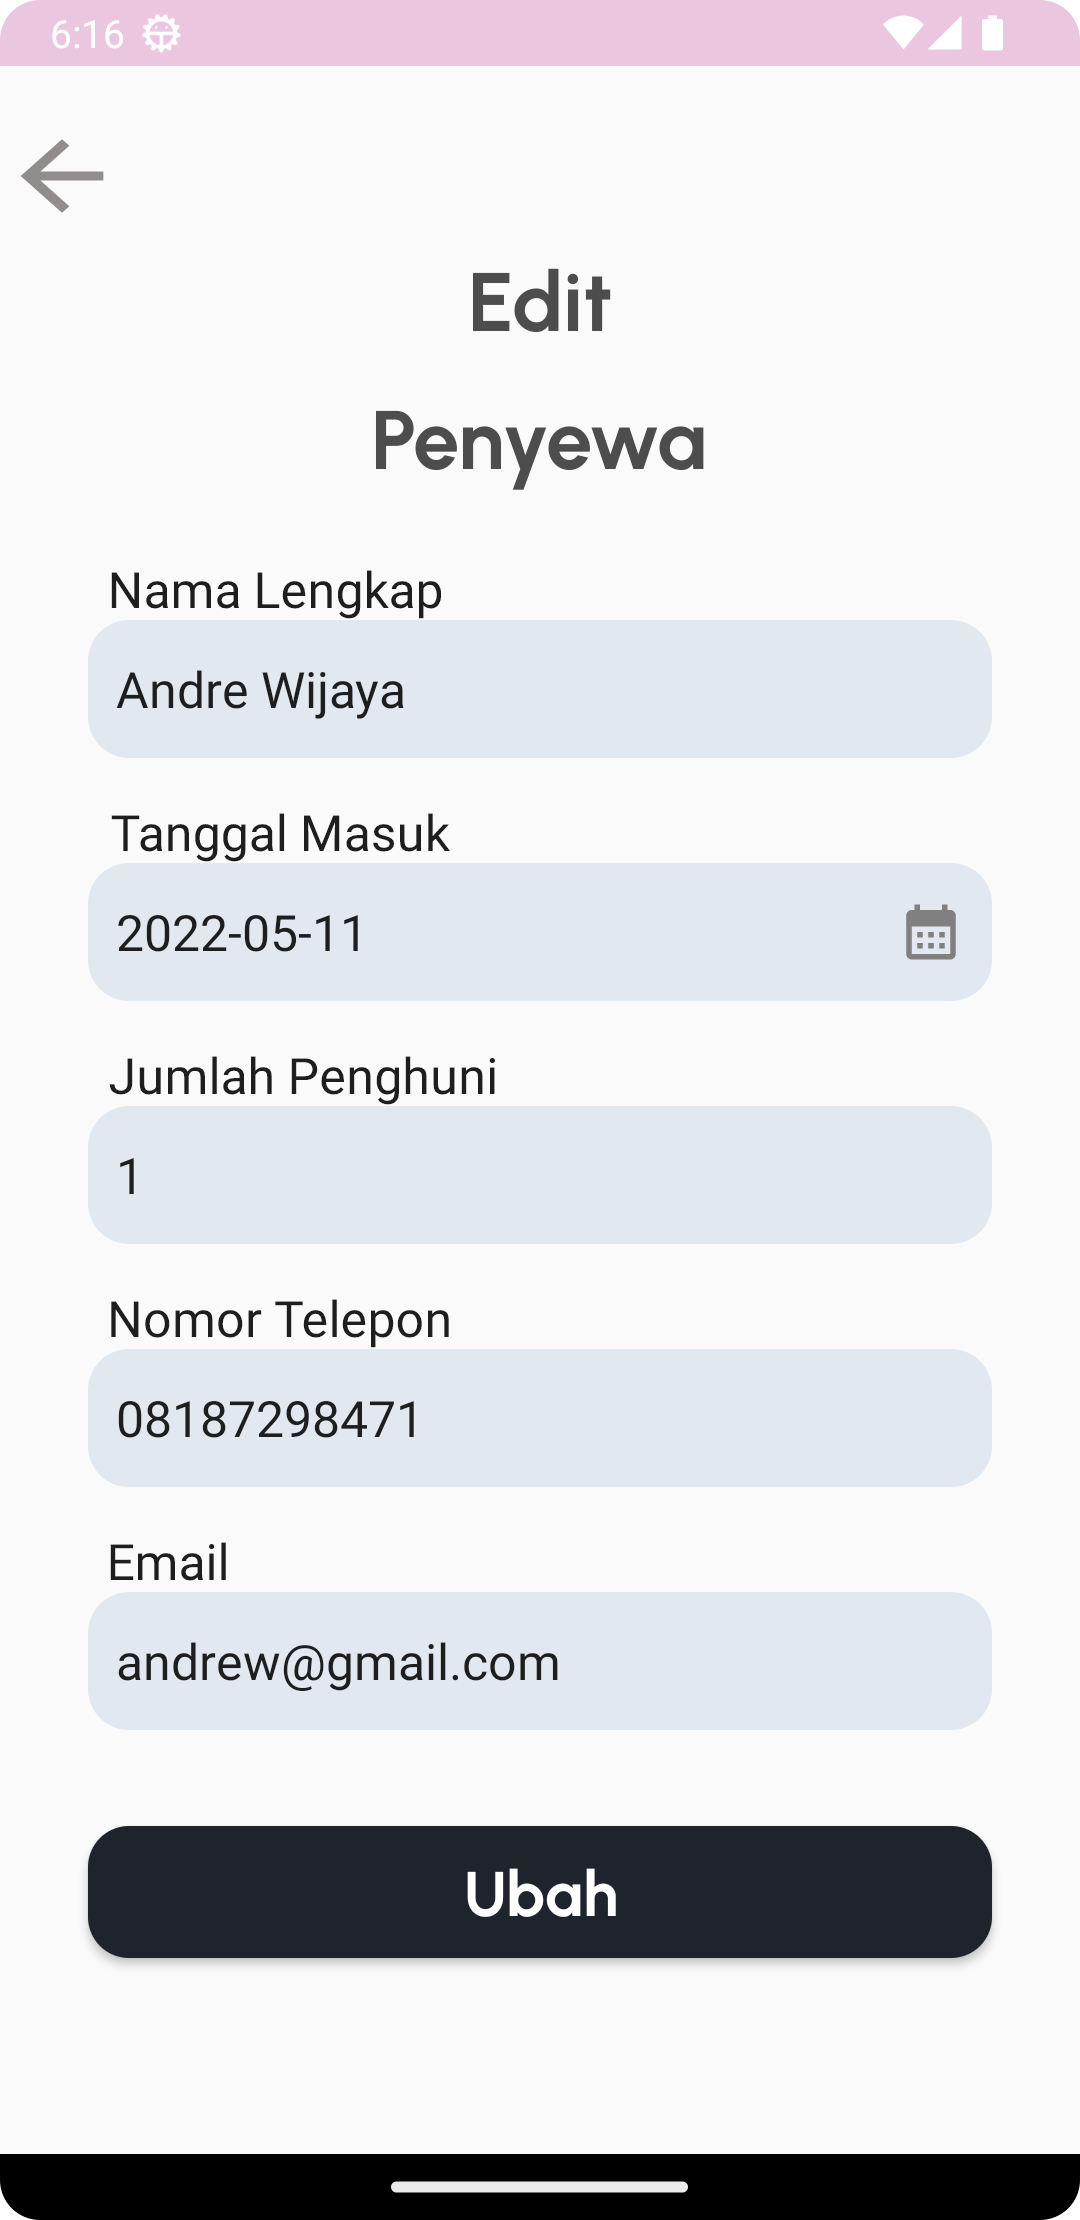 6:16
Edit
Penyewa
Nama Lengkap
Andre Wijaya
Tanggal Masuk
2022-05-11
Jumlah Penghuni
1
Nomor Telepon
08187298471
Email
andrew@gmail.com
Ubah